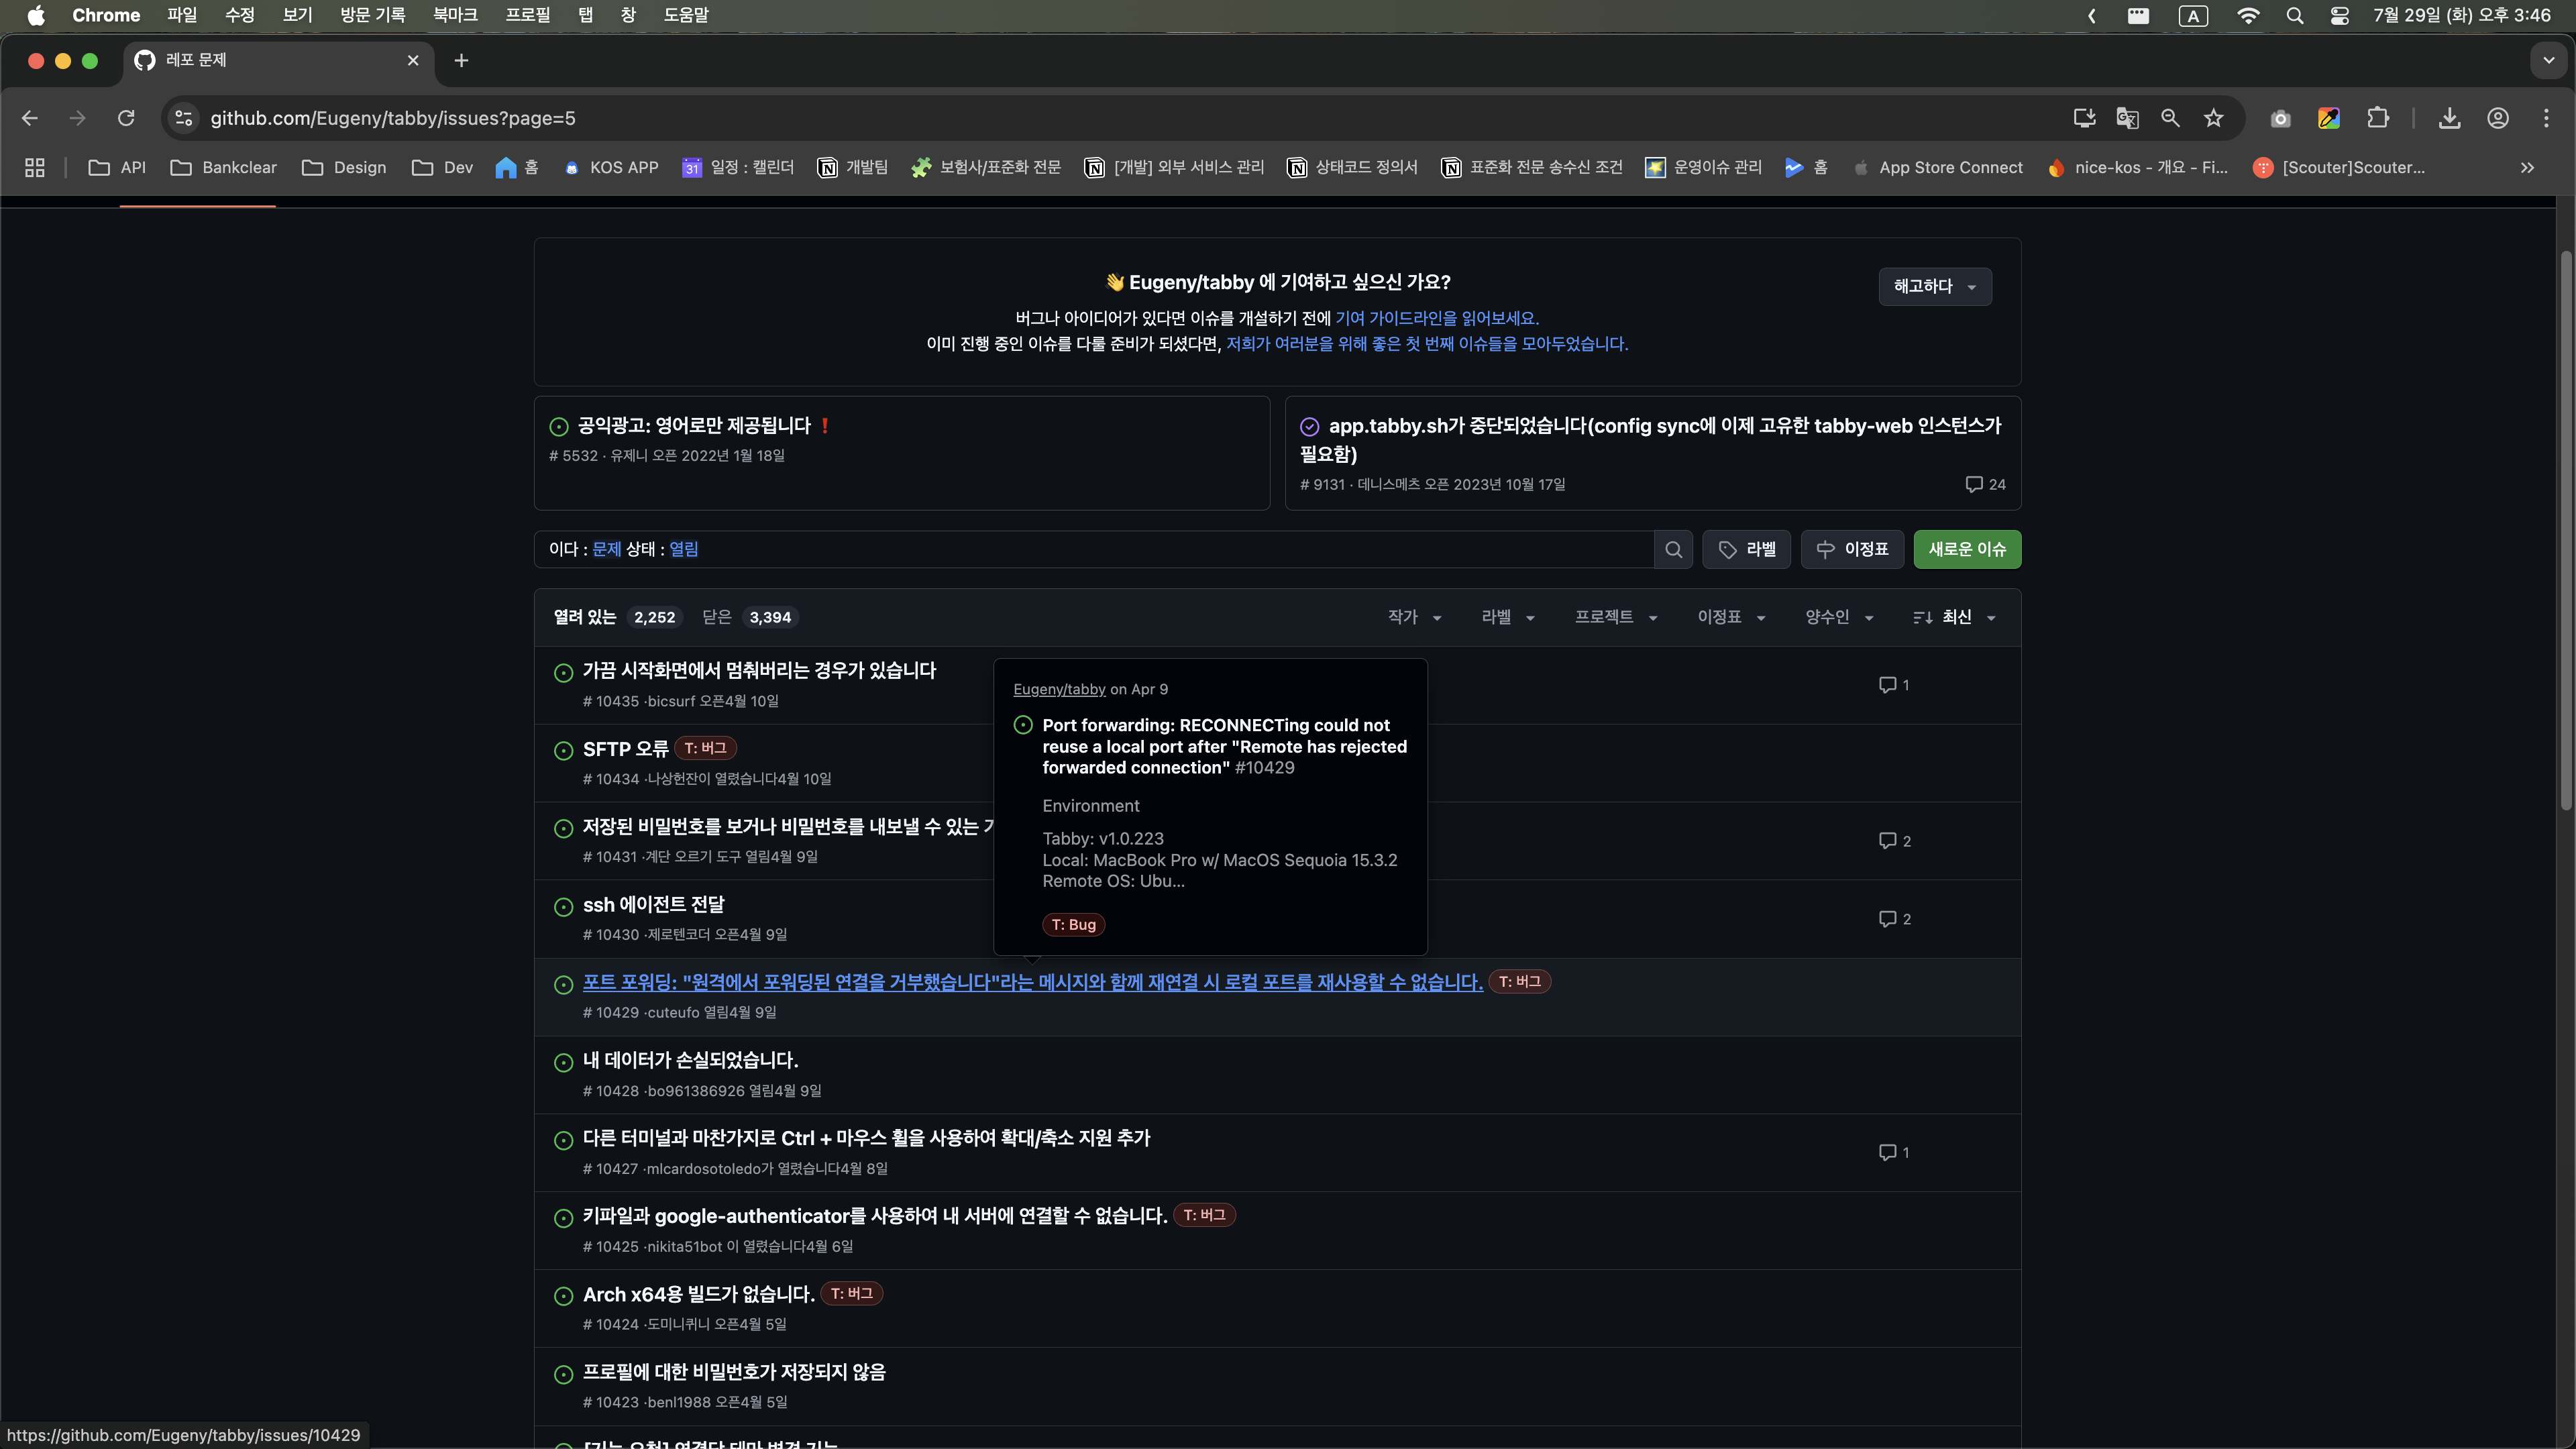 Chrome 파일 수정 보기 방문 기록 북마크 프로필 탭 창 도움말 A 7월 29일 (화) 오후 3:46
레포 문제
github.com/Eugeny/tabby/issues?page=5
API Bankclear Design Dev 홈 KOS APP 31 일정 : 캘린더 개발팀 보험사/표준화 전문 [개발] 외부 서비스 관리 상태코드 정의서 표준화 전문 송수신 조건 운영이슈 관리 홈 App Store Connect nice-kos - 개요 - Fi... [Scouter]Scouter...
👋 Eugeny/tabby 에 기여하고 싶으신 가요?
해고하다
버그나 아이디어가 있다면 이슈를 개설하기 전에 기여 가이드라인을 읽어보세요.
이미 진행 중인 이슈를 다룰 준비가 되셨다면, 저희가 여러분을 위해 좋은 첫 번째 이슈들을 모아두었습니다.
공익광고: 영어로만 제공됩니다 ❗
# 5532 · 유제니 오픈 2022년 1월 18일
app.tabby.sh가 중단되었습니다(config sync에 이제 고유한 tabby-web 인스턴스가
필요함)
# 9131 · 데니스메츠 오픈 2023년 10월 17일
24
이다 : 문제 상태 : 열림
라벨
이정표
새로운 이슈
열려 있는 2,252 닫은 3,394
작가 라벨 프로젝트 이정표 양수인 최신
가끔 시작화면에서 멈춰버리는 경우가 있습니다
# 10435 ·bicsurf 오픈4월 10일
1
SFTP 오류 T: 버그
# 10434 ·나상헌잔이 열렸습니다4월 10일
저장된 비밀번호를 보거나 비밀번호를 내보낼 수 있는
# 10431 ·계단 오르기 도구 열림4월 9일
2
ssh 에이전트 전달
# 10430 ·제로텐코더 오픈4월 9일
2
Eugeny/tabby on Apr 9
Port forwarding: RECONNECTing could not
reuse a local port after "Remote has rejected
forwarded connection" #10429
Environment
Tabby: v1.0.223
Local: MacBook Pro w/ MacOS Sequoia 15.3.2
Remote OS: Ubu...
T: Bug
포트 포워딩: "원격에서 포워딩된 연결을 거부했습니다"라는 메시지와 함께 재연결 시 로컬 포트를 재사용할 수 없습니다. T: 버그
# 10429 ·cuteufo 열림4월 9일
내 데이터가 손실되었습니다.
# 10428 ·bo961386926 열림4월 9일
다른 터미널과 마찬가지로 Ctrl + 마우스 휠을 사용하여 확대/축소 지원 추가
# 10427 ·mlcardosotoledo가 열렸습니다4월 8일
1
키파일과 google-authenticator를 사용하여 내 서버에 연결할 수 없습니다. T: 버그
# 10425 ·nikita51bot 이 열렸습니다4월 6일
Arch x64용 빌드가 없습니다. T: 버그
# 10424 ·도미니퀴니 오픈4월 5일
프로필에 대한 비밀번호가 저장되지 않음
# 10423 ·benl1988 오픈4월 5일
https://github.com/Eugeny/tabby/issues/10429